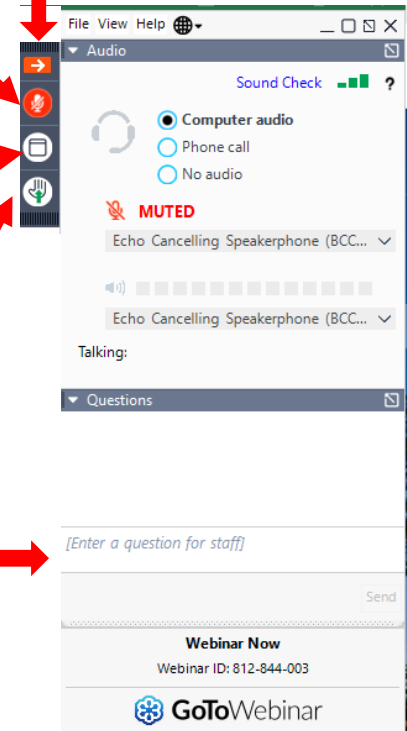 File View Help
Audio
Sound Check ?
Computer audio
Phone call
No audio
MUTED
Echo Cancelling Speakerphone (BCC...
Echo Cancelling Speakerphone (BCC...
Talking:
Questions
[Enter a question for staff]
Send
Webinar Now
Webinar ID: 812-844-003
GoToWebinar